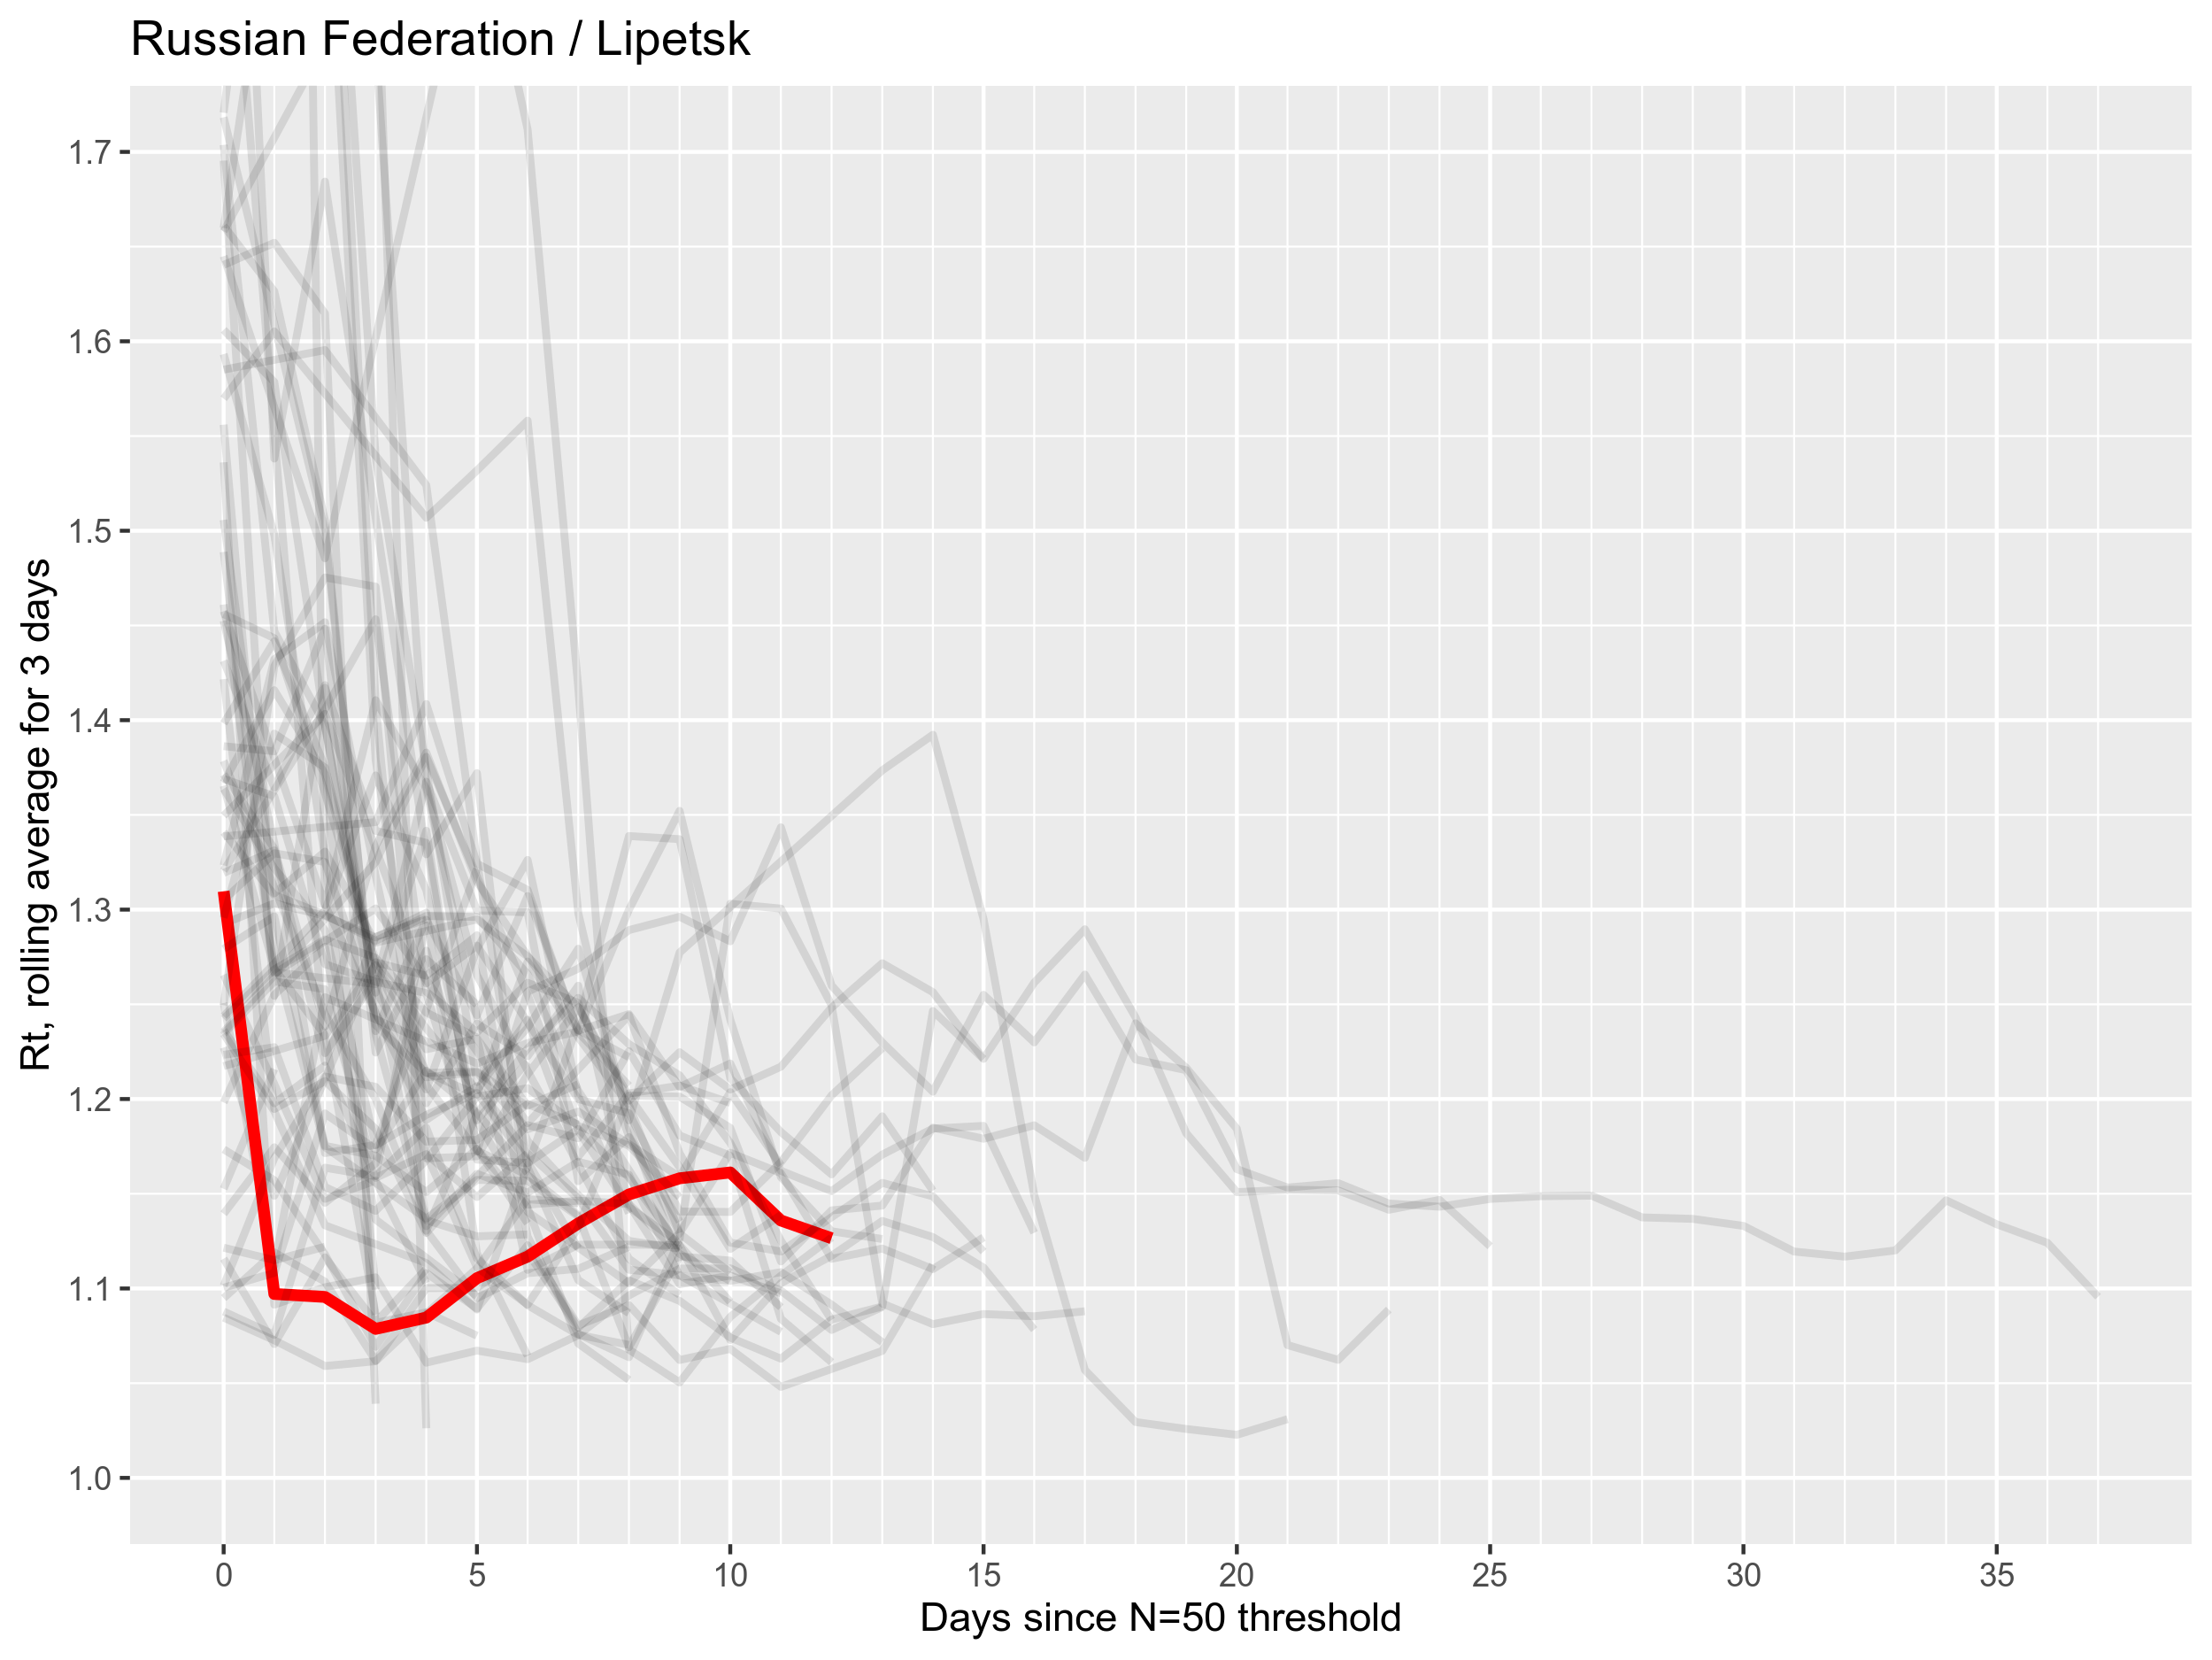 Russian Federation / Lipetsk
Rt, rolling average for 3 days
1.7
1.6
1.5
1.4
1.3
1.2
1.1
1.0
0 5 10 15 20 25 30 35
Days since N=50 threshold